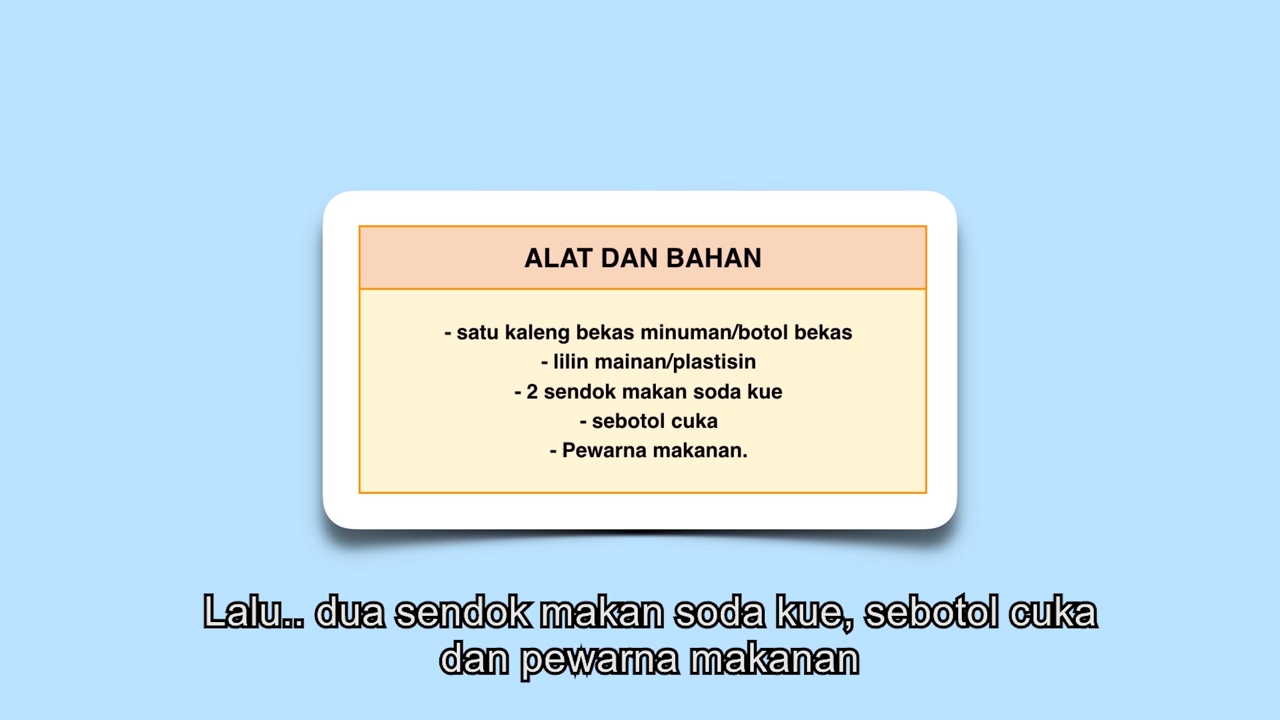 ALAT DAN BAHAN
- satu kaleng bekas minuman/botol bekas
- lilin mainan/plastisin
- 2 sendok makan soda kue
- sebotol cuka
- Pewarna makanan.
Lalu.. dua sendok makan soda kue, sebotol cuka
dan pewarna makanan